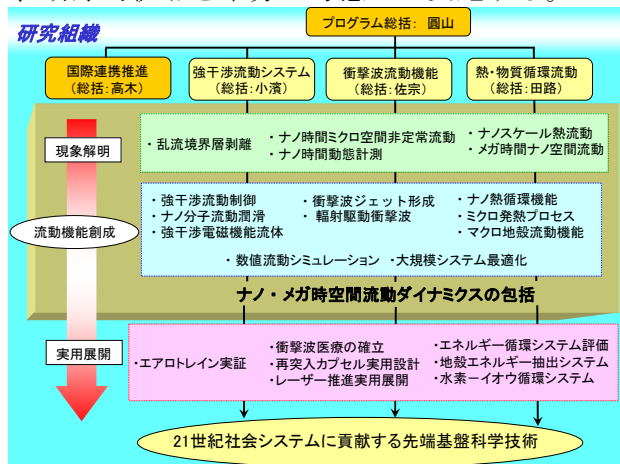 研究組織
プログラム総括: 圓山
国際連携推進
(総括:高木)
強干渉流動システム
(総括:小濱)
衝撃波流動機能
(総括:佐宗)
熱・物質循環流動
(総括:田路)
現象解明
・乱流境界層剥離
・ナノ時間ミクロ空間非定常流動
・ナノ時間動態計測
・ナノスケール熱流動
・メガ時間ナノ空間流動
流動機能創成
・強干渉流動制御
・ナノ分子流動潤滑
・強干渉電磁機能流体
・衝撃波ジェット形成
・輻射駆動衝撃波
・ナノ熱循環機能
・ミクロ発熱プロセス
・マクロ地殻流動機能
・数値流動シミュレーション ・大規模システム最適化
ナノ・メガ時空間流動ダイナミクスの包括
実用展開
・エアロトレイン実証
・衝撃波医療の確立
・再突入カプセル実用設計
・レーザー推進実用展開
・エネルギー循環システム評価
・地殻エネルギー抽出システム
・水素－イオウ循環システム
21世紀社会システムに貢献する先端基盤科学技術